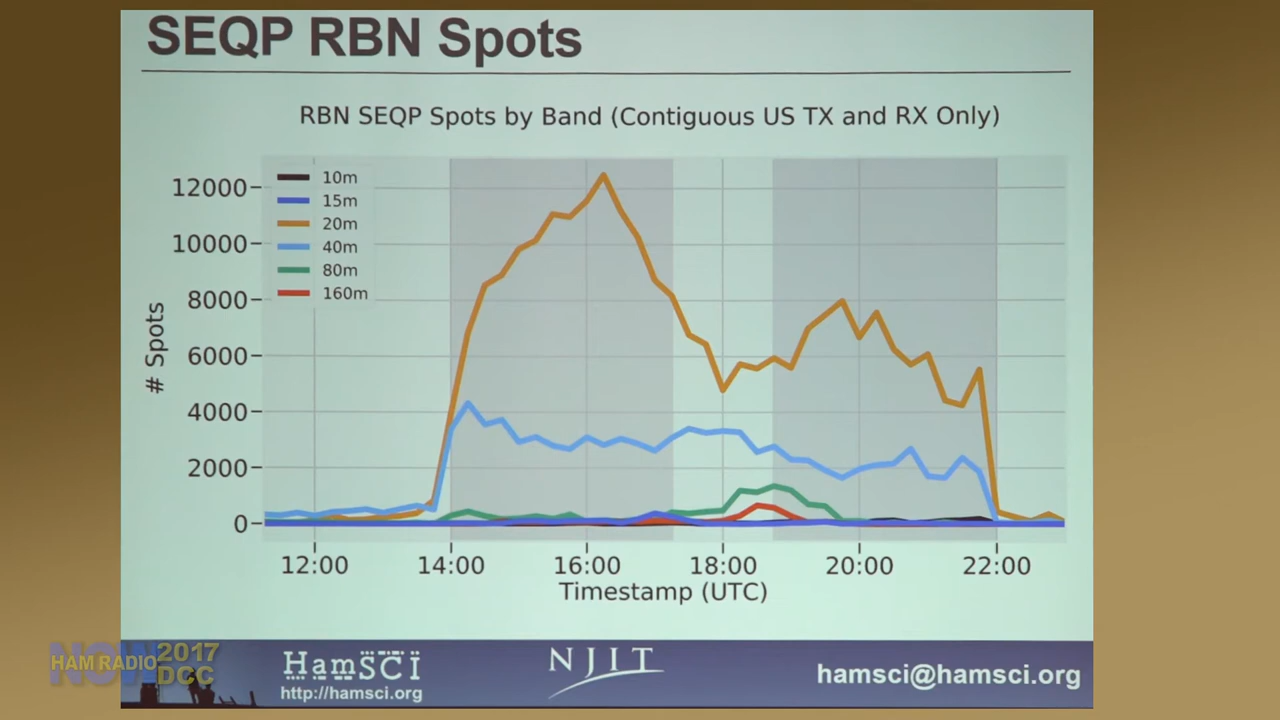 SEQP RBN Spots
RBN SEQP Spots by Band (Contiguous US TX and RX Only)
10m
15m
20m
40m
80m
160m
# Spots
12000
10000
8000
6000
4000
2000
0
12:00 14:00 16:00 18:00 20:00 22:00
Timestamp (UTC)
NOW
HAM RADIO 2017
DCC
HamSCI
http://hamsci.org
NJIT
hamsci@hamsci.org